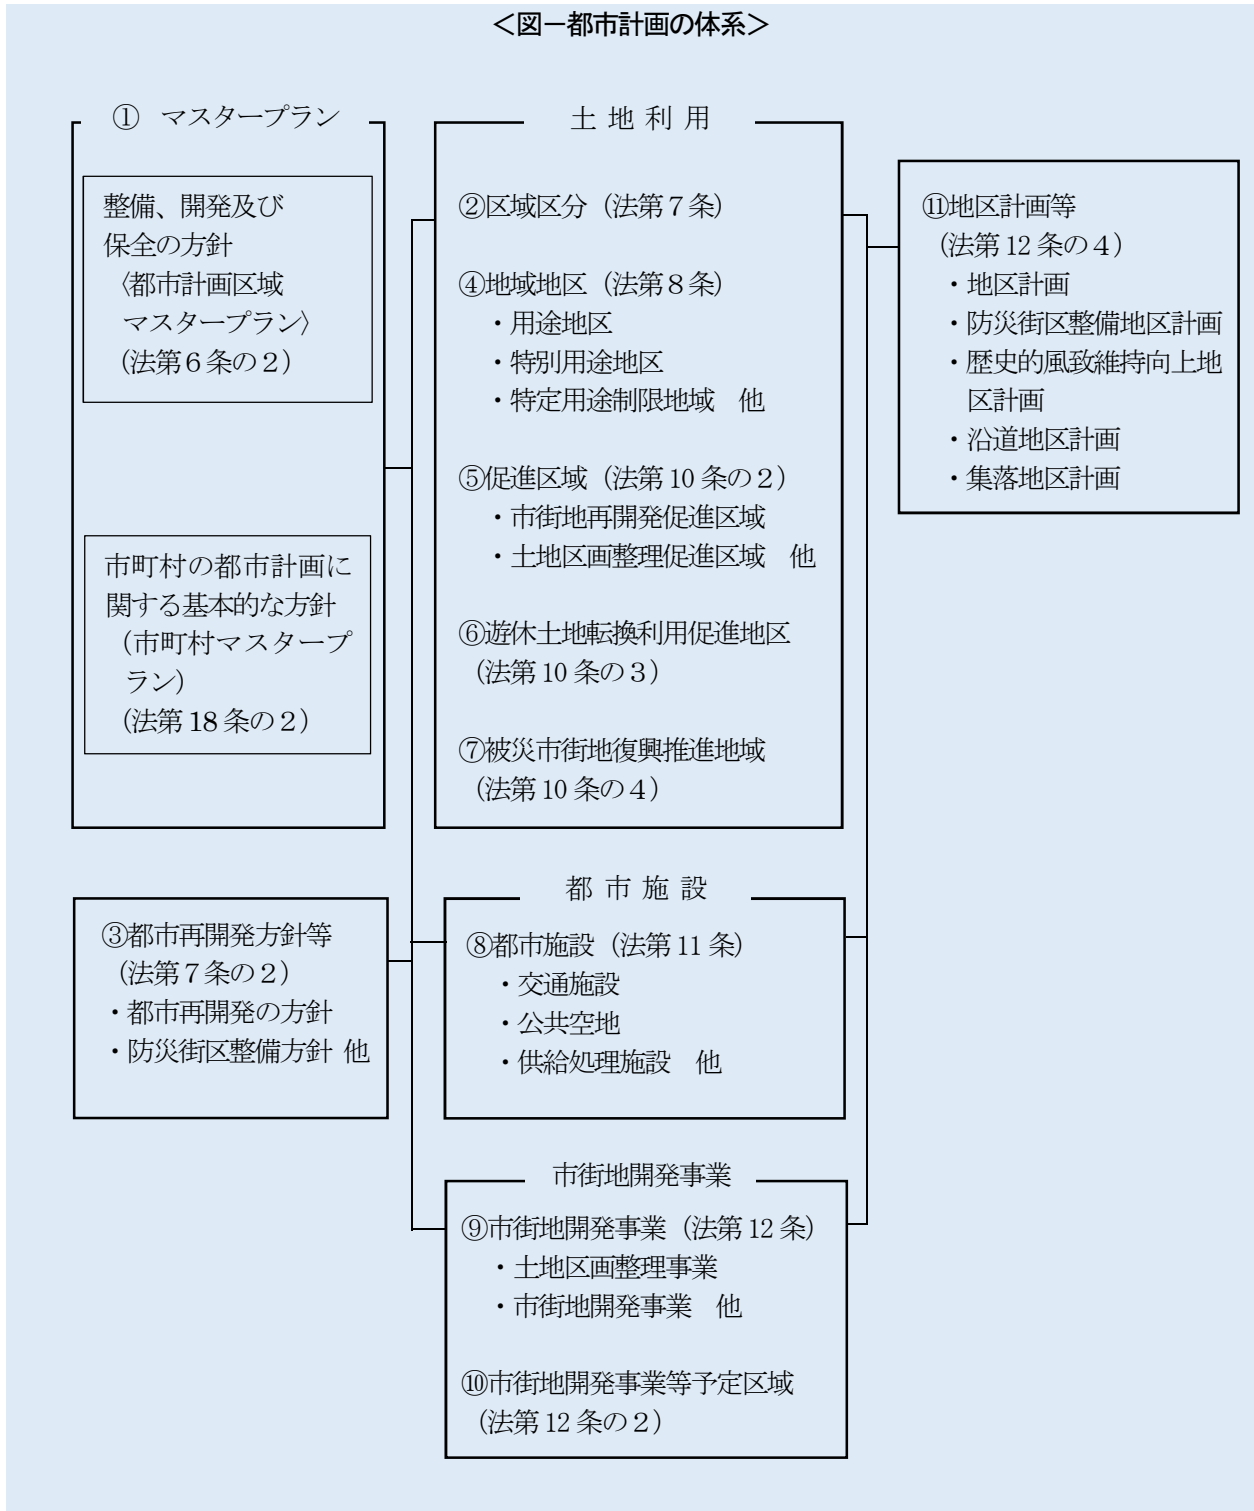 ＜図－都市計画の体系＞
① マスタープラン
整備、開発及び
保全の方針
〈都市計画区域
マスタープラン〉
（法第６条の２）
市町村の都市計画に
関する基本的な方針
（市町村マスタープ
ラン）
（法第18条の２）
③都市再開発方針等
（法第７条の２）
・都市再開発の方針
・防災街区整備方針 他
土 地 利 用
②区域区分（法第７条）
④地域地区（法第８条）
・用途地区
・特別用途地区
・特定用途制限地域　他
⑤促進区域（法第10条の２）
・市街地再開発促進区域
・土地区画整理促進区域　他
⑥遊休土地転換利用促進地区
（法第10条の３）
⑦被災市街地復興推進地域
（法第10条の４）
都 市 施 設
⑧都市施設（法第11条）
・交通施設
・公共空地
・供給処理施設　他
市街地開発事業
⑨市街地開発事業（法第12条）
・土地区画整理事業
・市街地開発事業　他
⑩市街地開発事業等予定区域
（法第12条の２）
⑪地区計画等
（法第12条の４）
・地区計画
・防災街区整備地区計画
・歴史的風致維持向上地
区計画
・沿道地区計画
・集落地区計画